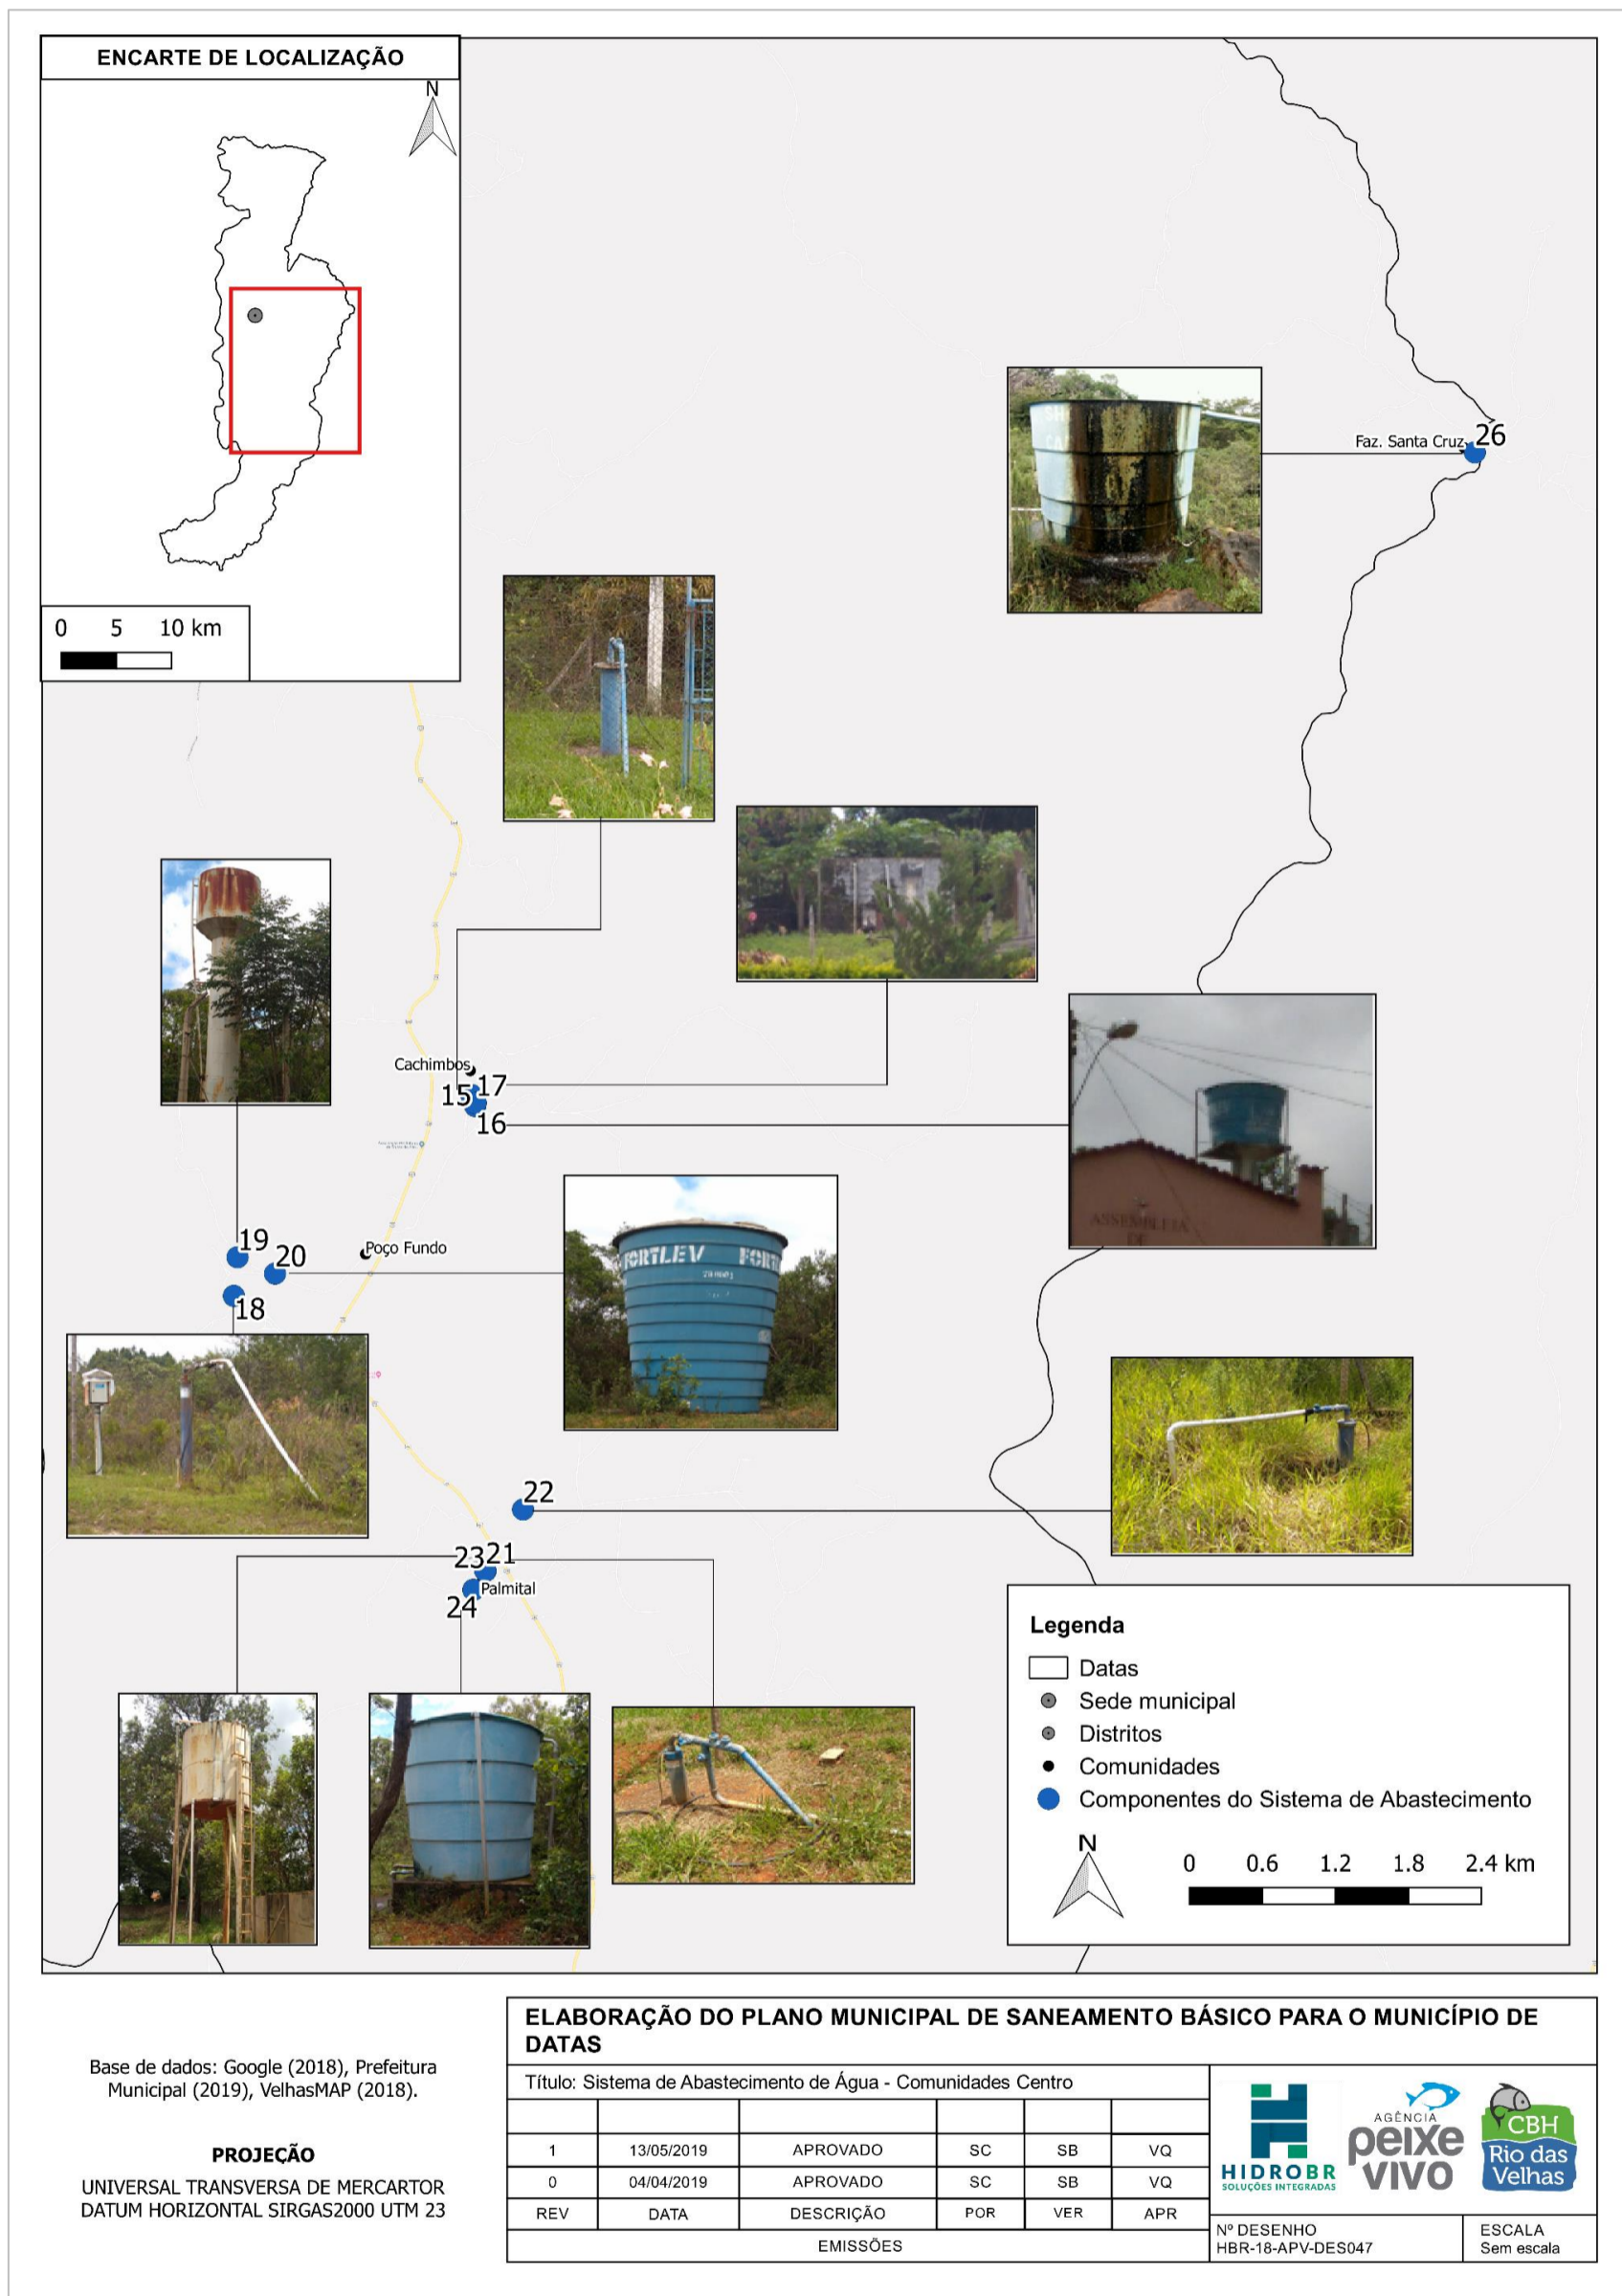 ENCARTE DE LOCALIZAÇÃO
N
0 5 10 km
Faz. Santa Cruz
26
Cachimbos
15
17
16
19
20
18
Poço Fundo
FORTLEV FORT
ASSEMBLEIA
DE
22
23
21
Palmital
24
Legenda
Datas
Sede municipal
Distritos
Comunidades
Componentes do Sistema de Abastecimento
N
0 0.6 1.2 1.8 2.4 km
Base de dados: Google (2018), Prefeitura
Municipal (2019), VelhasMAP (2018).
PROJEÇÃO
UNIVERSAL TRANSVERSA DE MERCARTOR
DATUM HORIZONTAL SIRGAS2000 UTM 23
ELABORAÇÃO DO PLANO MUNICIPAL DE SANEAMENTO BÁSICO PARA O MUNICÍPIO DE
DATAS
Título: Sistema de Abastecimento de Água - Comunidades Centro
1 13/05/2019 APROVADO SC SB VQ
0 04/04/2019 APROVADO SC SB VQ
REV DATA DESCRIÇÃO POR VER APR
EMISSÕES
HIDROBR
SOLUÇÕES INTEGRADAS
AGÊNCIA
peixe
vivo
CBH
Rio das
Velhas
Nº DESENHO
HBR-18-APV-DES047
ESCALA
Sem escala